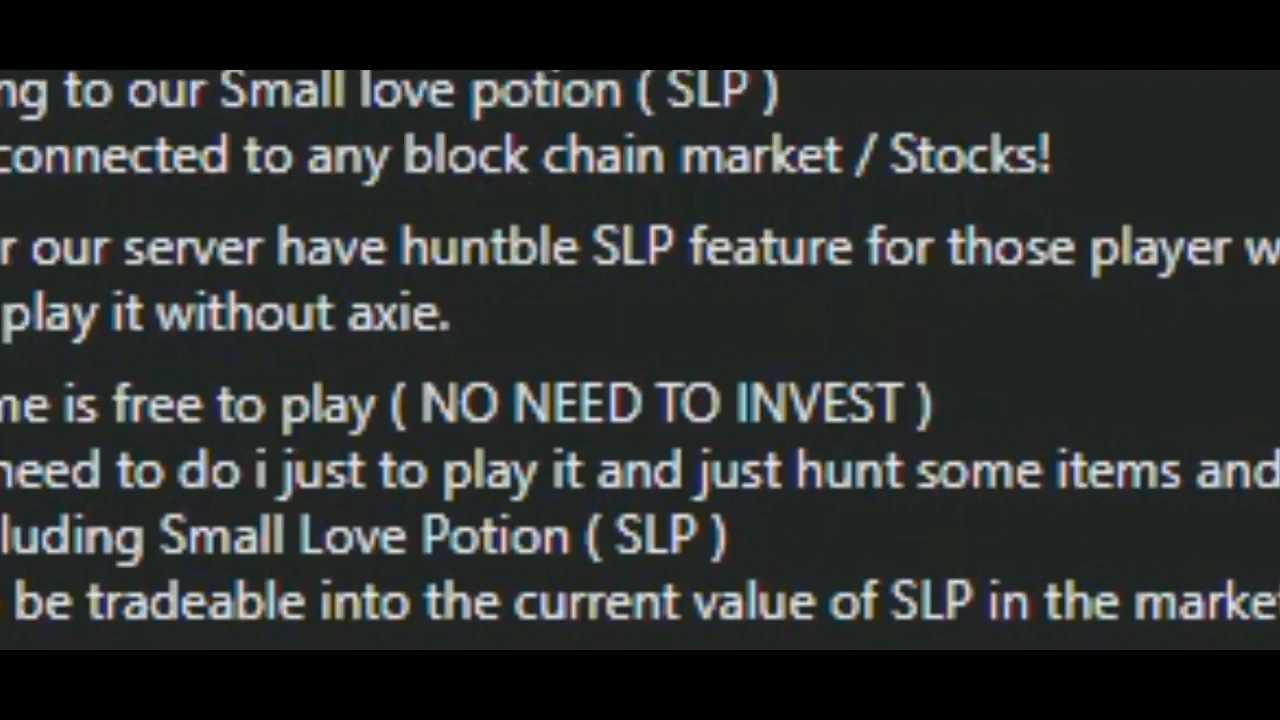 ng to our Small love potion ( SLP )
connected to any block chain market / Stocks!
r our server have huntble SLP feature for those player w
play it without axie.
me is free to play ( NO NEED TO INVEST )
need to do i just to play it and just hunt some items and
luding Small Love Potion ( SLP )
be tradeable into the current value of SLP in the market